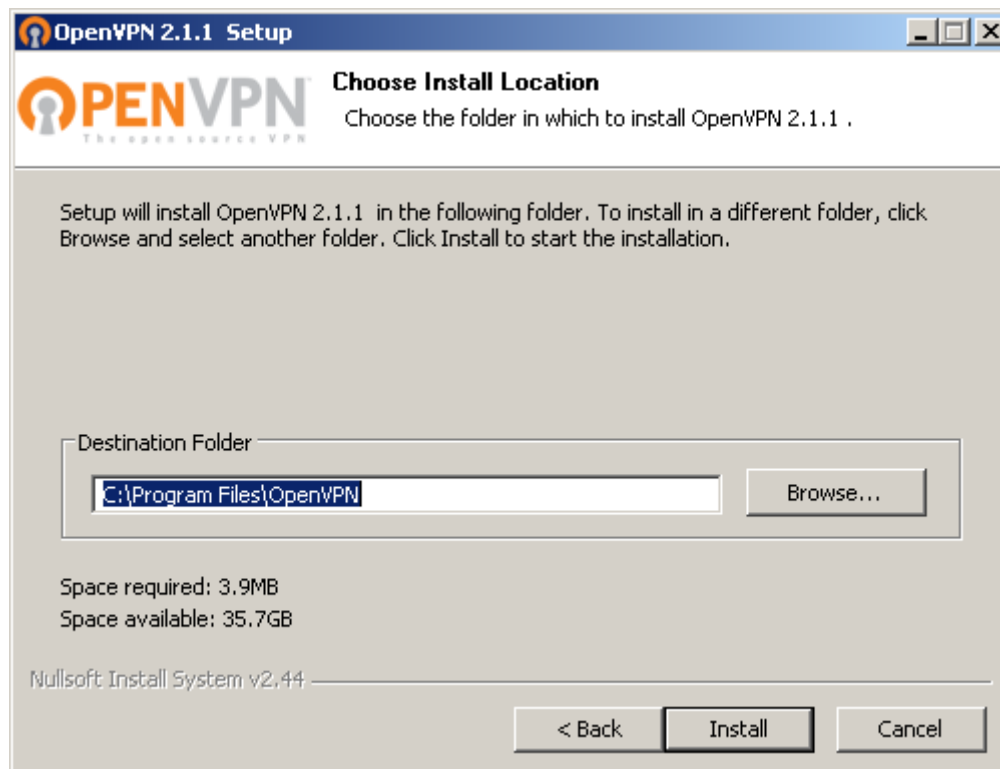 OpenVPN 2.1.1 Setup
OPENVPN
The open source VPN
Choose Install Location
Choose the folder in which to install OpenVPN 2.1.1 .
Setup will install OpenVPN 2.1.1 in the following folder. To install in a different folder, click
Browse and select another folder. Click Install to start the installation.
Destination Folder
C:\Program Files\OpenVPN
Browse...
Space required: 3.9MB
Space available: 35.7GB
Nullsoft Install System v2.44
< Back
Install
Cancel